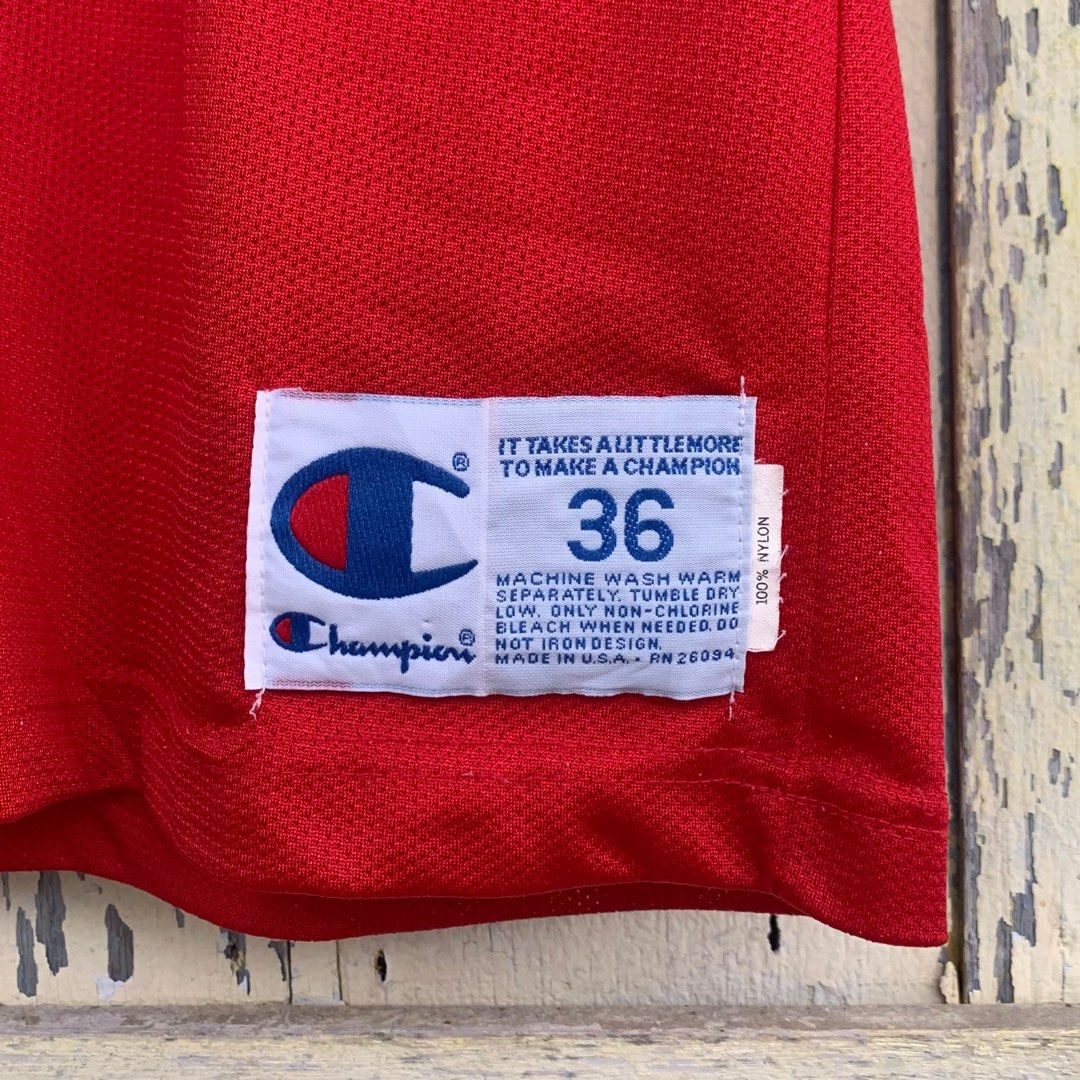 ®
Champion®
IT TAKES A LITTLE MORE
TO MAKE A CHAMPION
36
MACHINE WASH WARM
SEPARATELY. TUMBLE DRY
LOW. ONLY NON-CHLORINE
BLEACH WHEN NEEDED. DO
NOT IRON DESIGN.
MADE IN U.S.A. • RN 26094
100% NYLON